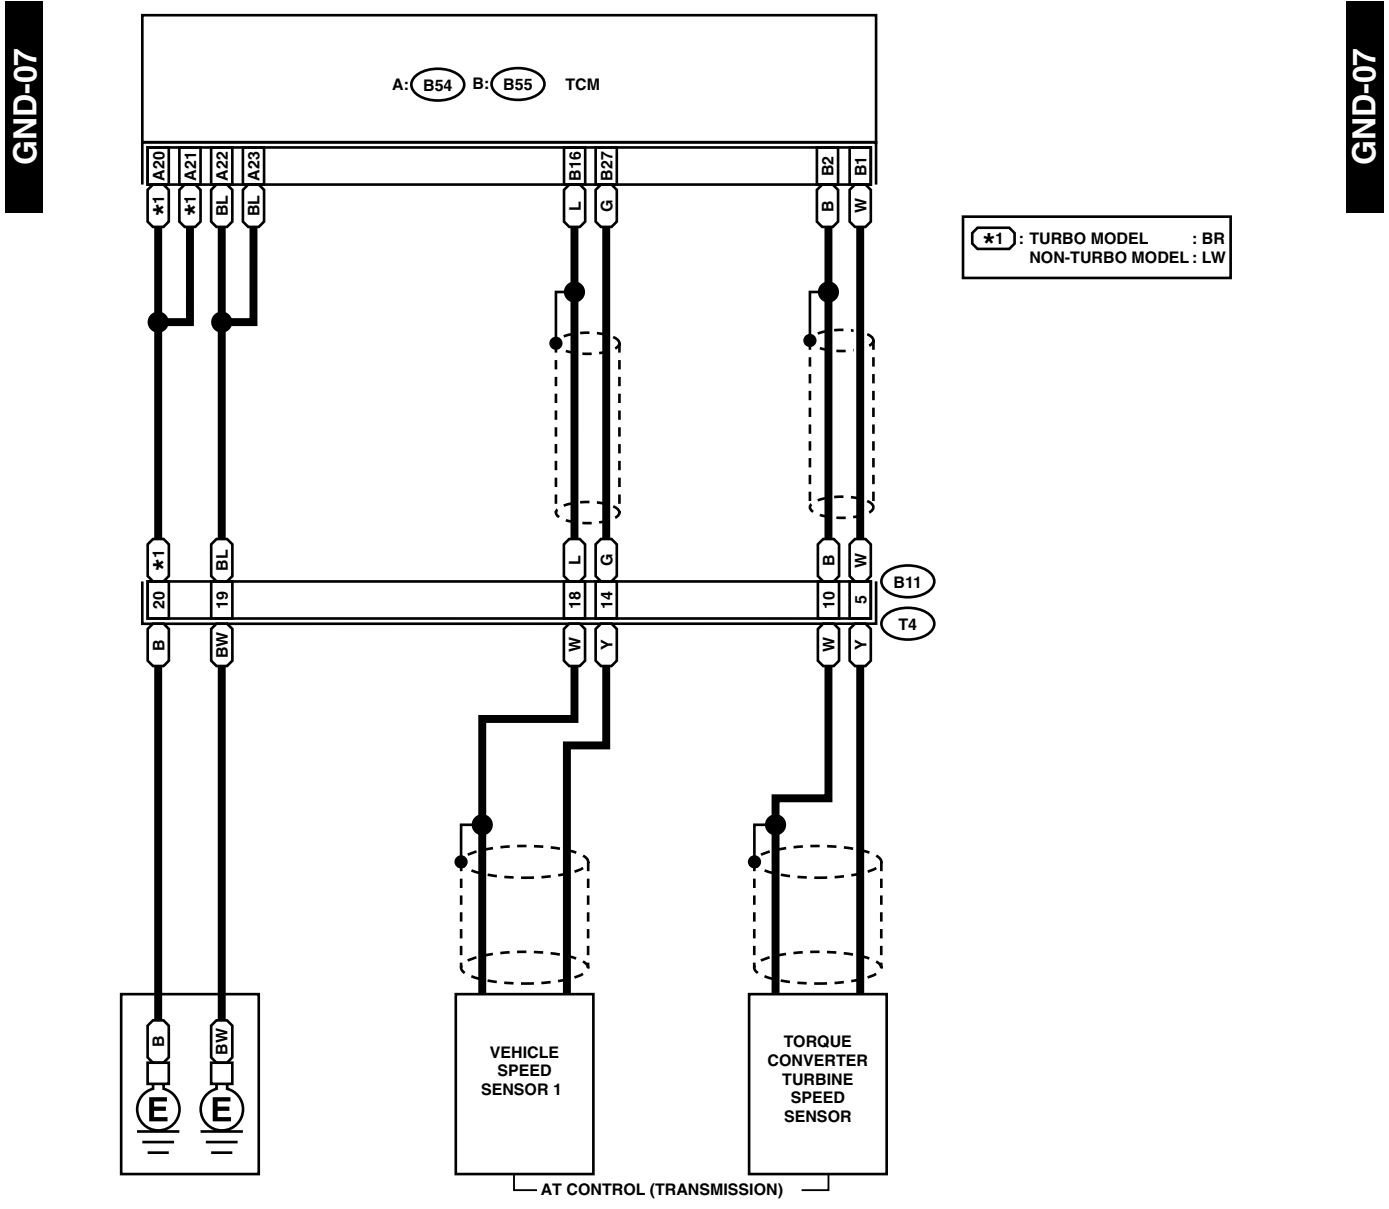 GND-07
GND-07
A: B54 B: B55 TCM
A20 A21 A22 A23 B16 B27 B2 B1
*1 *1 BL BL L G B W
*1 : TURBO MODEL : BR
NON-TURBO MODEL : LW
*1 BL L G B W
B11
20 19 18 14 10 5
T4
B BW W Y W Y
B BW
E E
VEHICLE
SPEED
SENSOR 1
TORQUE
CONVERTER
TURBINE
SPEED
SENSOR
AT CONTROL (TRANSMISSION)